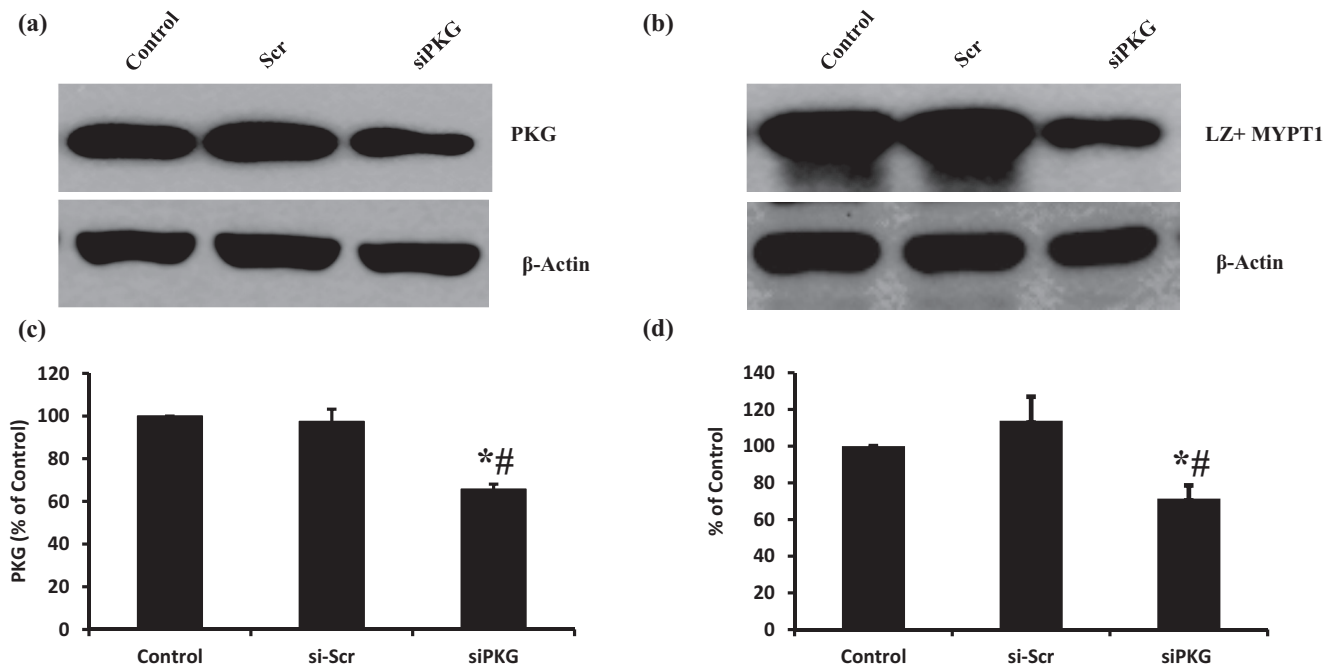 (a)
Control
Scr
siPKG
PKG
β-Actin
(b)
Control
Scr
siPKG
LZ+ MYPT1
β-Actin
(c)
PKG (% of Control)
120
100
80
60
40
20
0
*#
Control
si-Scr
siPKG
(d)
% of Control
140
120
100
80
60
40
20
0
*#
Control
si-Scr
siPKG